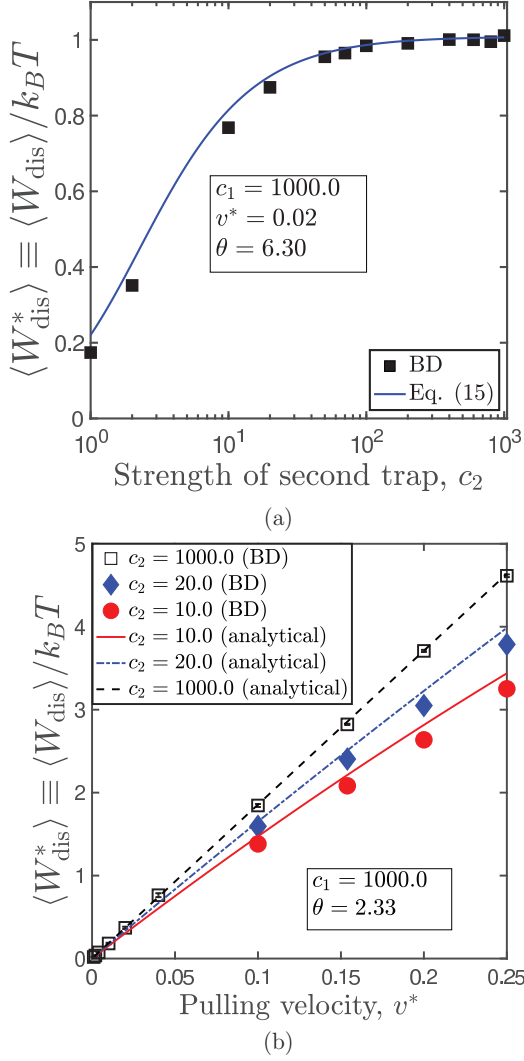 ⟨W*dis⟩ ≡ ⟨Wdis⟩/kBT
1
0.8
0.6
0.4
0.2
0
c1 = 1000.0
v* = 0.02
θ = 6.30
BD
Eq. (15)
10^0 10^1 10^2 10^3
Strength of second trap, c2
(a)
⟨W*dis⟩ ≡ ⟨Wdis⟩/kBT
5
4
3
2
1
0
c2 = 1000.0 (BD)
c2 = 20.0 (BD)
c2 = 10.0 (BD)
c2 = 10.0 (analytical)
c2 = 20.0 (analytical)
c2 = 1000.0 (analytical)
c1 = 1000.0
θ = 2.33
0 0.05 0.1 0.15 0.2 0.25
Pulling velocity, v*
(b)